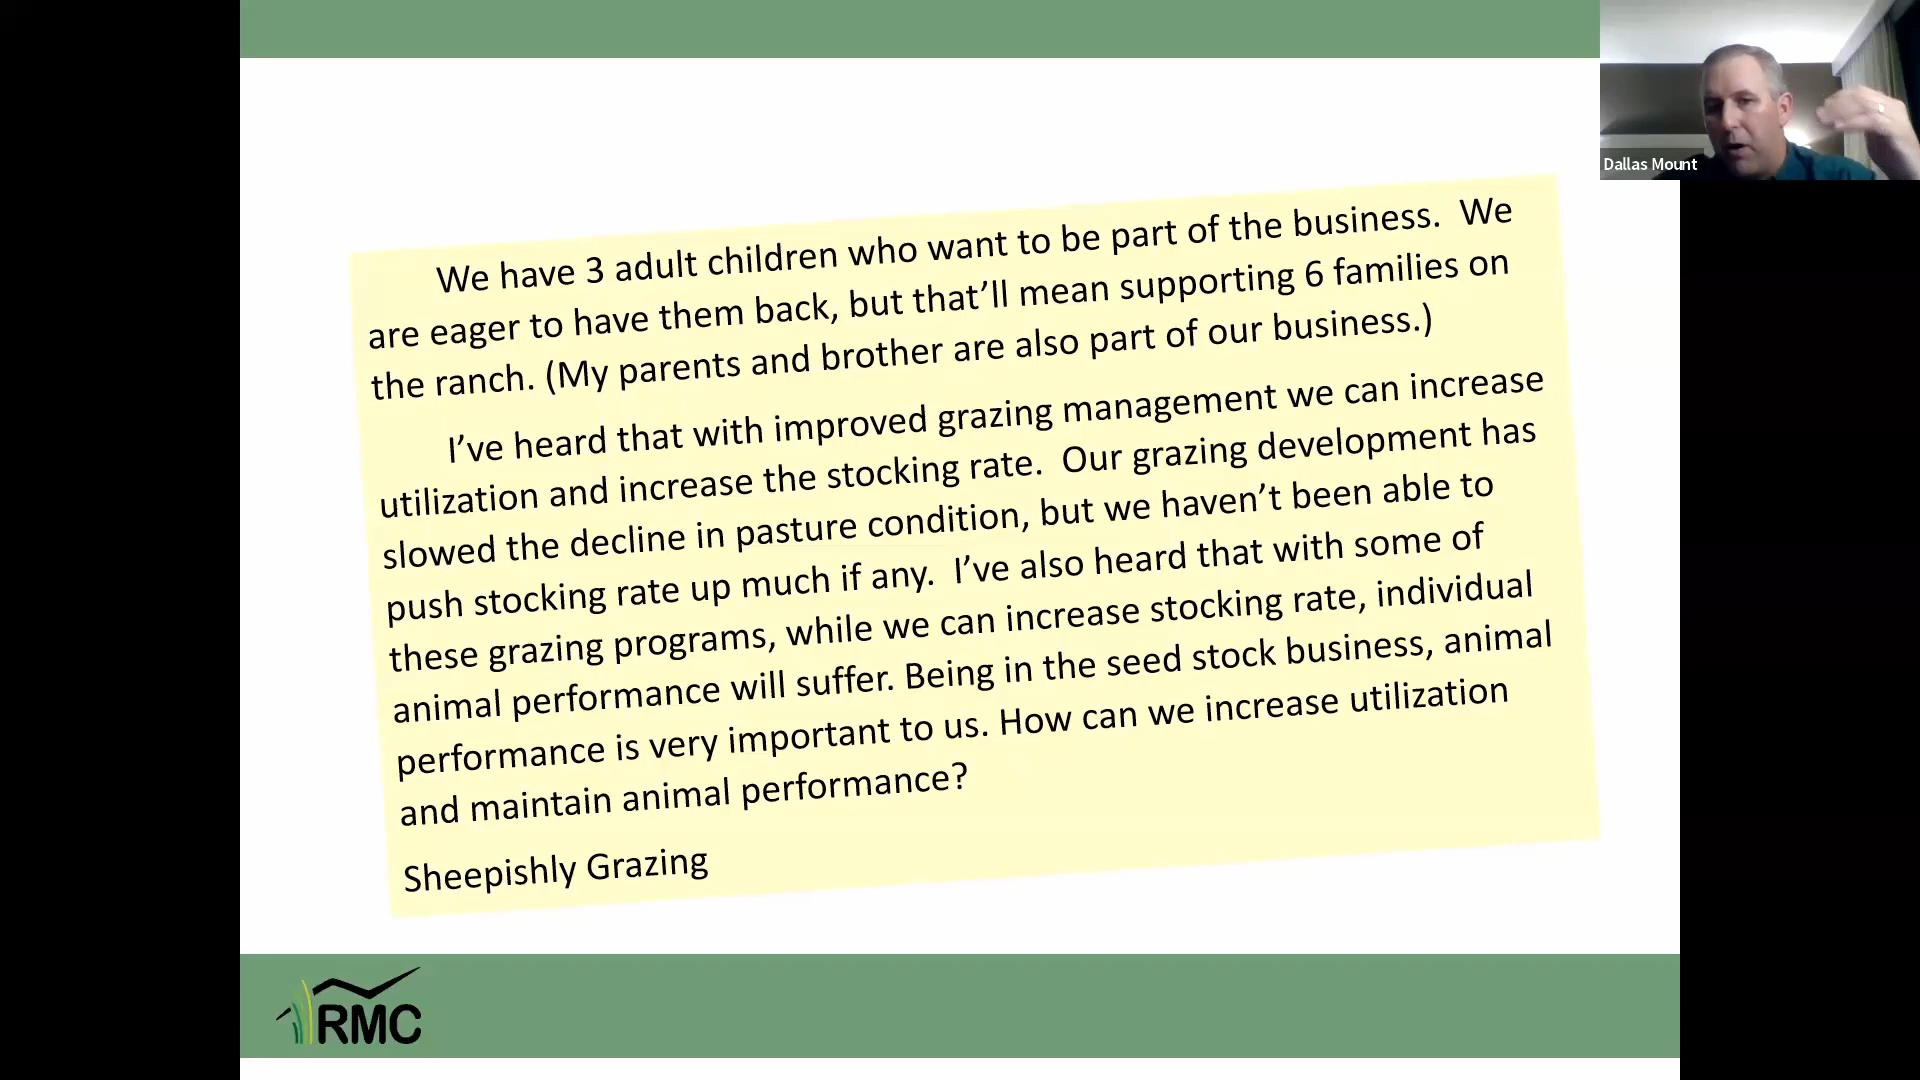 Dallas Mount
We have 3 adult children who want to be part of the business.  We
are eager to have them back, but that’ll mean supporting 6 families on
the ranch. (My parents and brother are also part of our business.)
I’ve heard that with improved grazing management we can increase
utilization and increase the stocking rate.  Our grazing development has
slowed the decline in pasture condition, but we haven’t been able to
push stocking rate up much if any.  I’ve also heard that with some of
these grazing programs, while we can increase stocking rate, individual
animal performance will suffer. Being in the seed stock business, animal
performance is very important to us. How can we increase utilization
and maintain animal performance?
Sheepishly Grazing
RMC